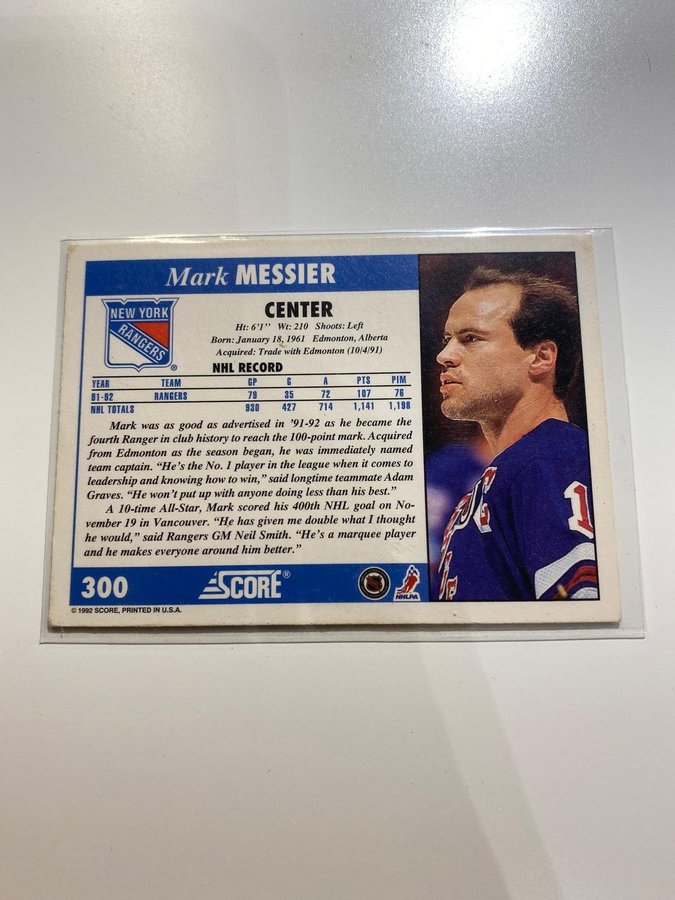 Mark MESSIER
NEW YORK
RANGERS
®
CENTER
Ht: 6'1'' Wt: 210 Shoots: Left
Born: January 18, 1961 Edmonton, Alberta
Acquired: Trade with Edmonton (10/4/91)
NHL RECORD
YEAR TEAM GP G A PTS PIM
91-92 RANGERS 79 35 72 107 76
NHL TOTALS 930 427 714 1,141 1,198
Mark was as good as advertised in '91-92 as he became the
fourth Ranger in club history to reach the 100-point mark. Acquired
from Edmonton as the season began, he was immediately named
team captain. “He's the No. 1 player in the league when it comes to
leadership and knowing how to win,” said longtime teammate Adam
Graves. “He won't put up with anyone doing less than his best.”
A 10-time All-Star, Mark scored his 400th NHL goal on No-
vember 19 in Vancouver. “He has given me double what I thought
he would,” said Rangers GM Neil Smith. “He's a marquee player
and he makes everyone around him better.”
1
300 SCORE® NHLPA
© 1992 SCORE, PRINTED IN U.S.A.